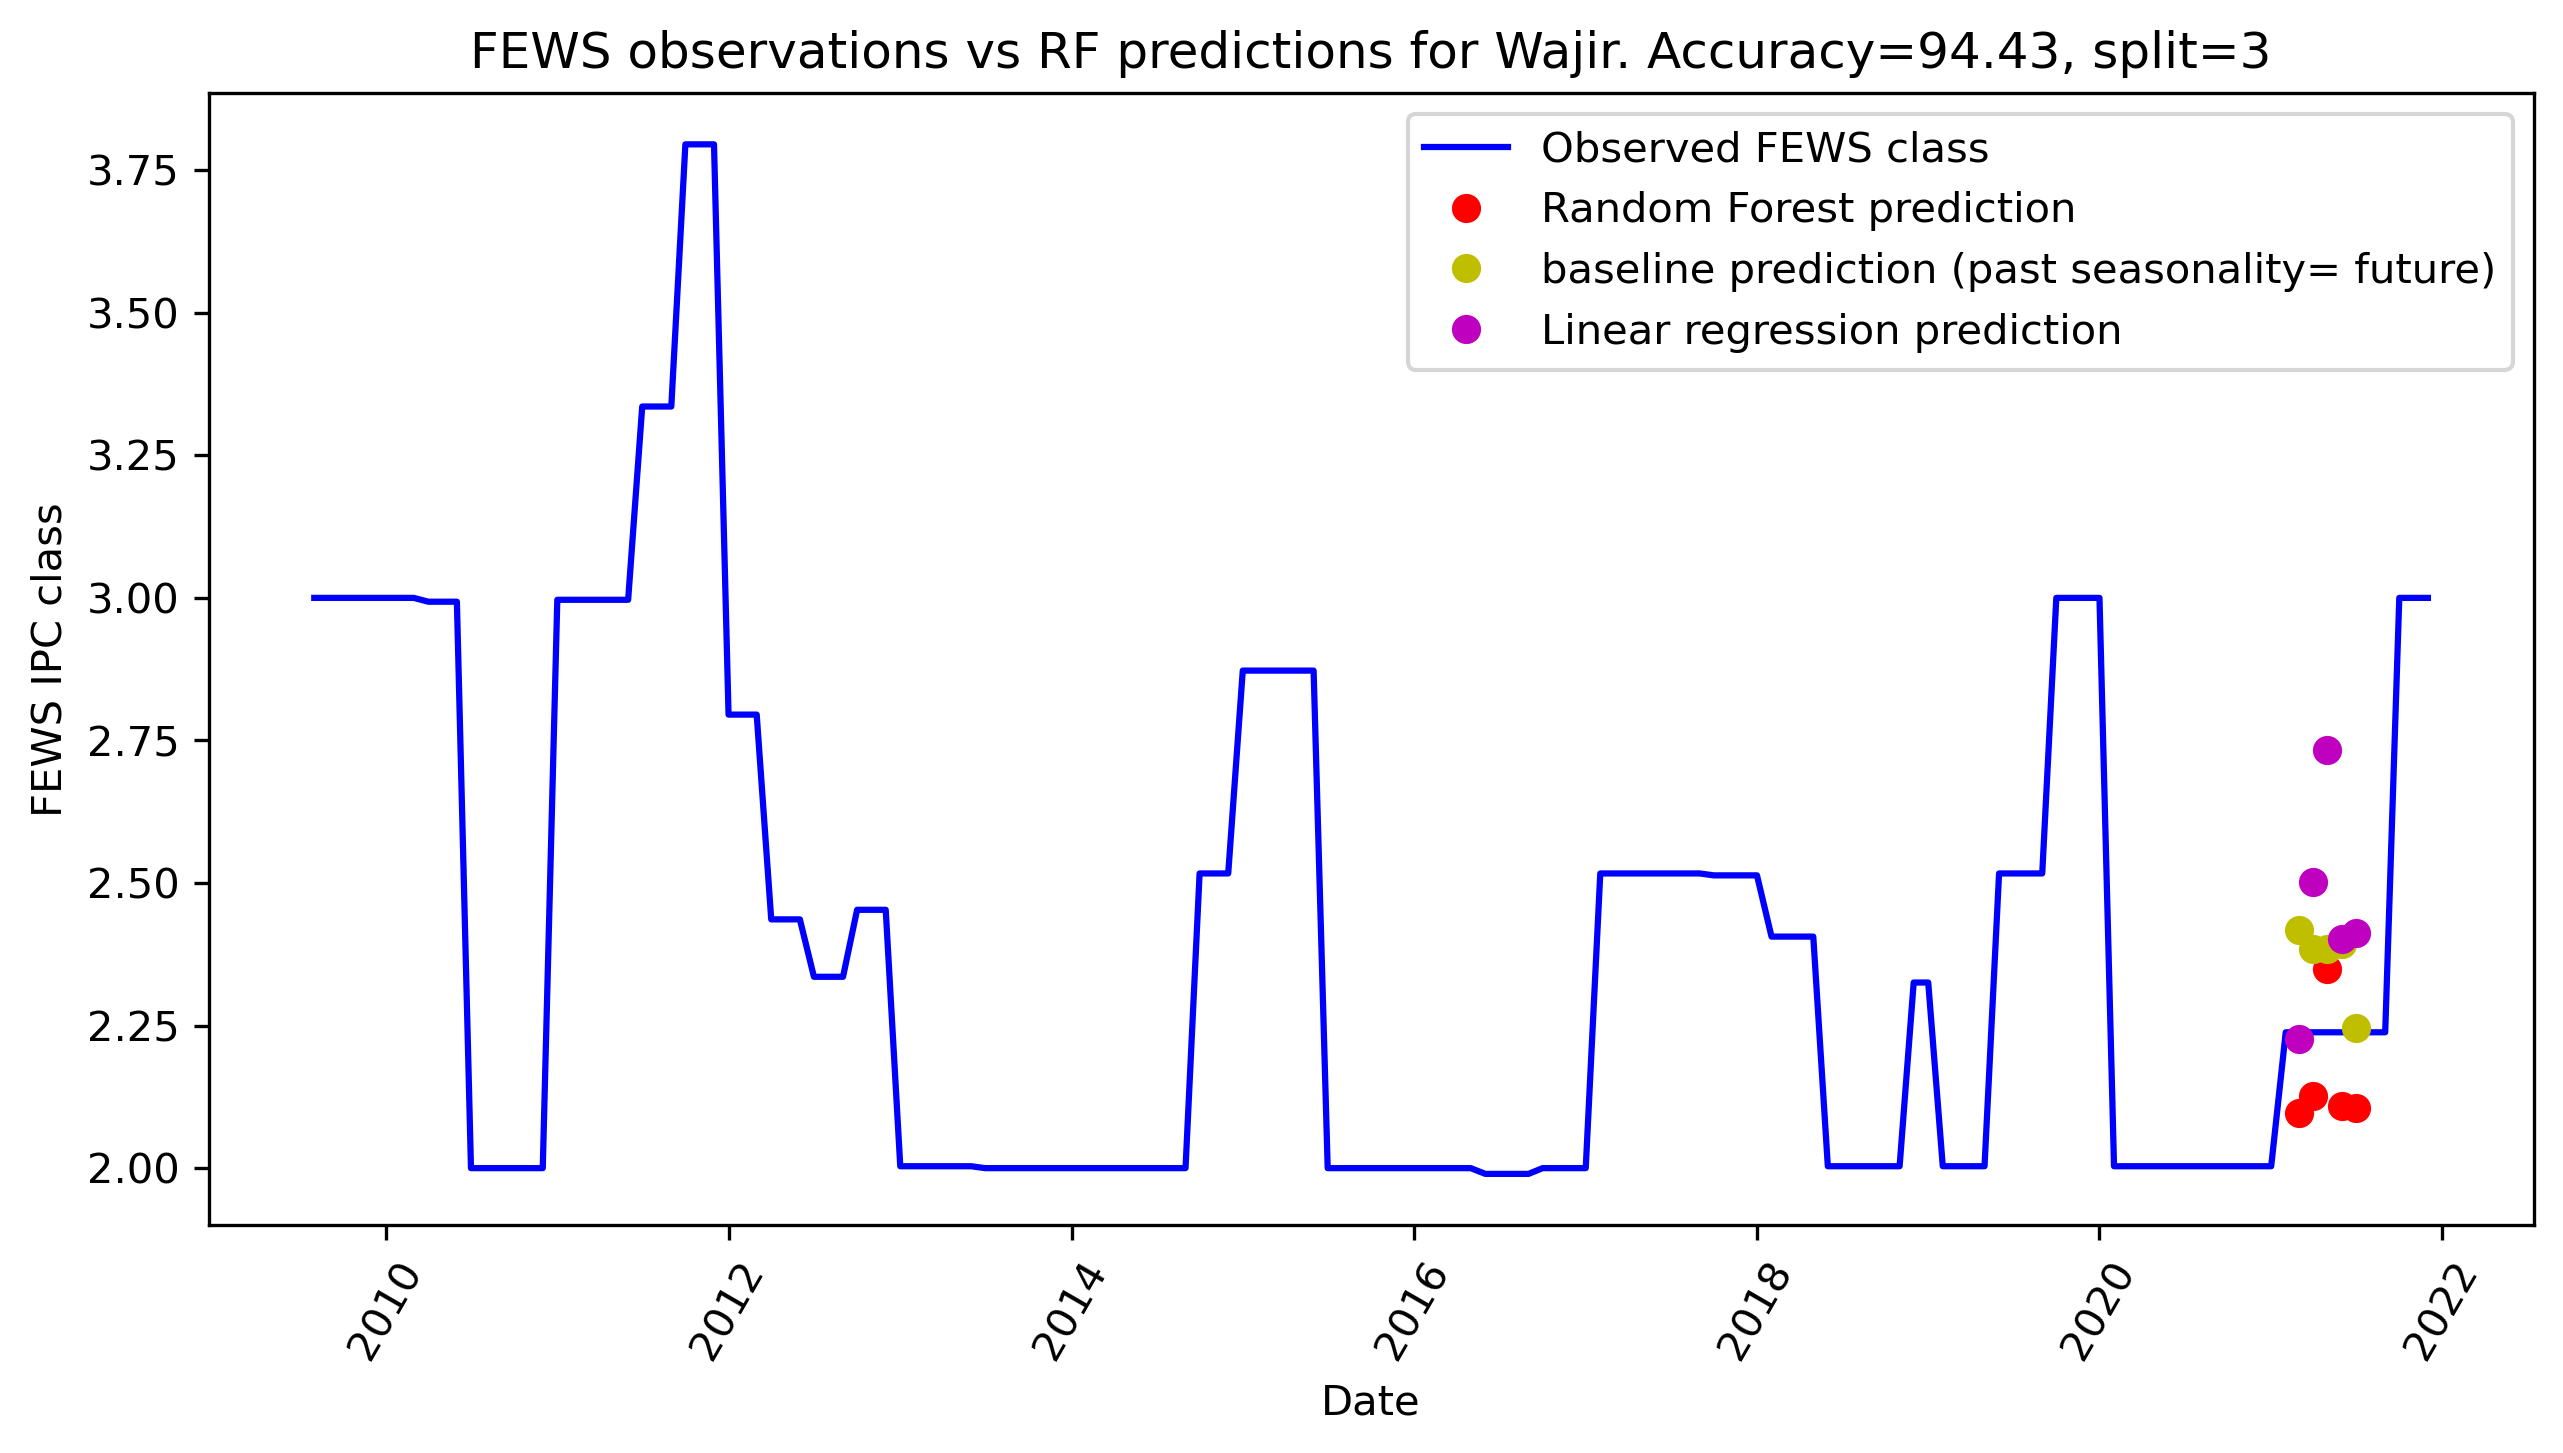 FEWS observations vs RF predictions for Wajir. Accuracy=94.43, split=3
Observed FEWS class
Random Forest prediction
baseline prediction (past seasonality= future)
Linear regression prediction
FEWS IPC class
3.75
3.50
3.25
3.00
2.75
2.50
2.25
2.00
2010
2012
2014
2016
2018
2020
2022
Date